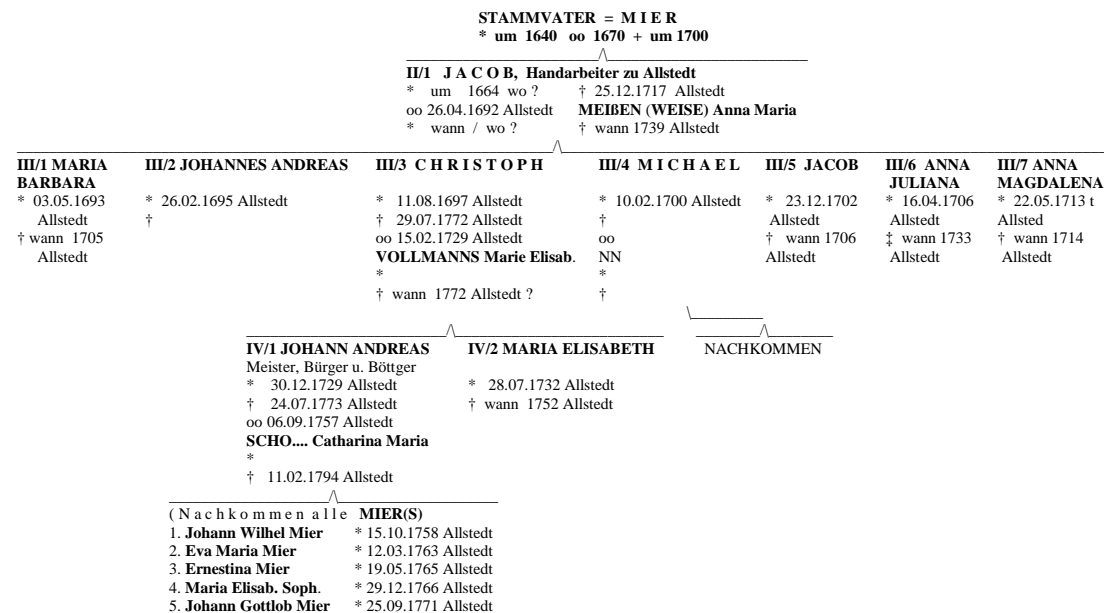 STAMMVATER = M I E R
* um 1640 oo 1670 + um 1700
II/1 J A C O B, Handarbeiter zu Allstedt
* um 1664 wo ? † 25.12.1717 Allstedt
oo 26.04.1692 Allstedt MEIßEN (WEISE) Anna Maria
* wann / wo ? † wann 1739 Allstedt
III/1 MARIA
BARBARA
* 03.05.1693
Allstedt
† wann 1705
Allstedt
III/2 JOHANNES ANDREAS
* 26.02.1695 Allstedt
†
III/3 C H R I S T O P H
* 11.08.1697 Allstedt
† 29.07.1772 Allstedt
oo 15.02.1729 Allstedt
VOLLMANNS Marie Elisab.
*
† wann 1772 Allstedt ?
III/4 M I C H A E L
* 10.02.1700 Allstedt
†
oo
NN
*
†
III/5 JACOB
* 23.12.1702
Allstedt
† wann 1706
Allstedt
III/6 ANNA
JULIANA
* 16.04.1706
Allstedt
‡ wann 1733
Allstedt
III/7 ANNA
MAGDALENA
* 22.05.1713 t
Allsted
† wann 1714
Allstedt
IV/1 JOHANN ANDREAS
Meister, Bürger u. Böttger
* 30.12.1729 Allstedt
† 24.07.1773 Allstedt
oo 06.09.1757 Allstedt
SCHO.... Catharina Maria
*
† 11.02.1794 Allstedt
IV/2 MARIA ELISABETH
* 28.07.1732 Allstedt
† wann 1752 Allstedt
NACHKOMMEN
( N a c h k o m m e n a l l e MIER(S)
1. Johann Wilhel Mier * 15.10.1758 Allstedt
2. Eva Maria Mier * 12.03.1763 Allstedt
3. Ernestina Mier * 19.05.1765 Allstedt
4. Maria Elisab. Soph. * 29.12.1766 Allstedt
5. Johann Gottlob Mier * 25.09.1771 Allstedt